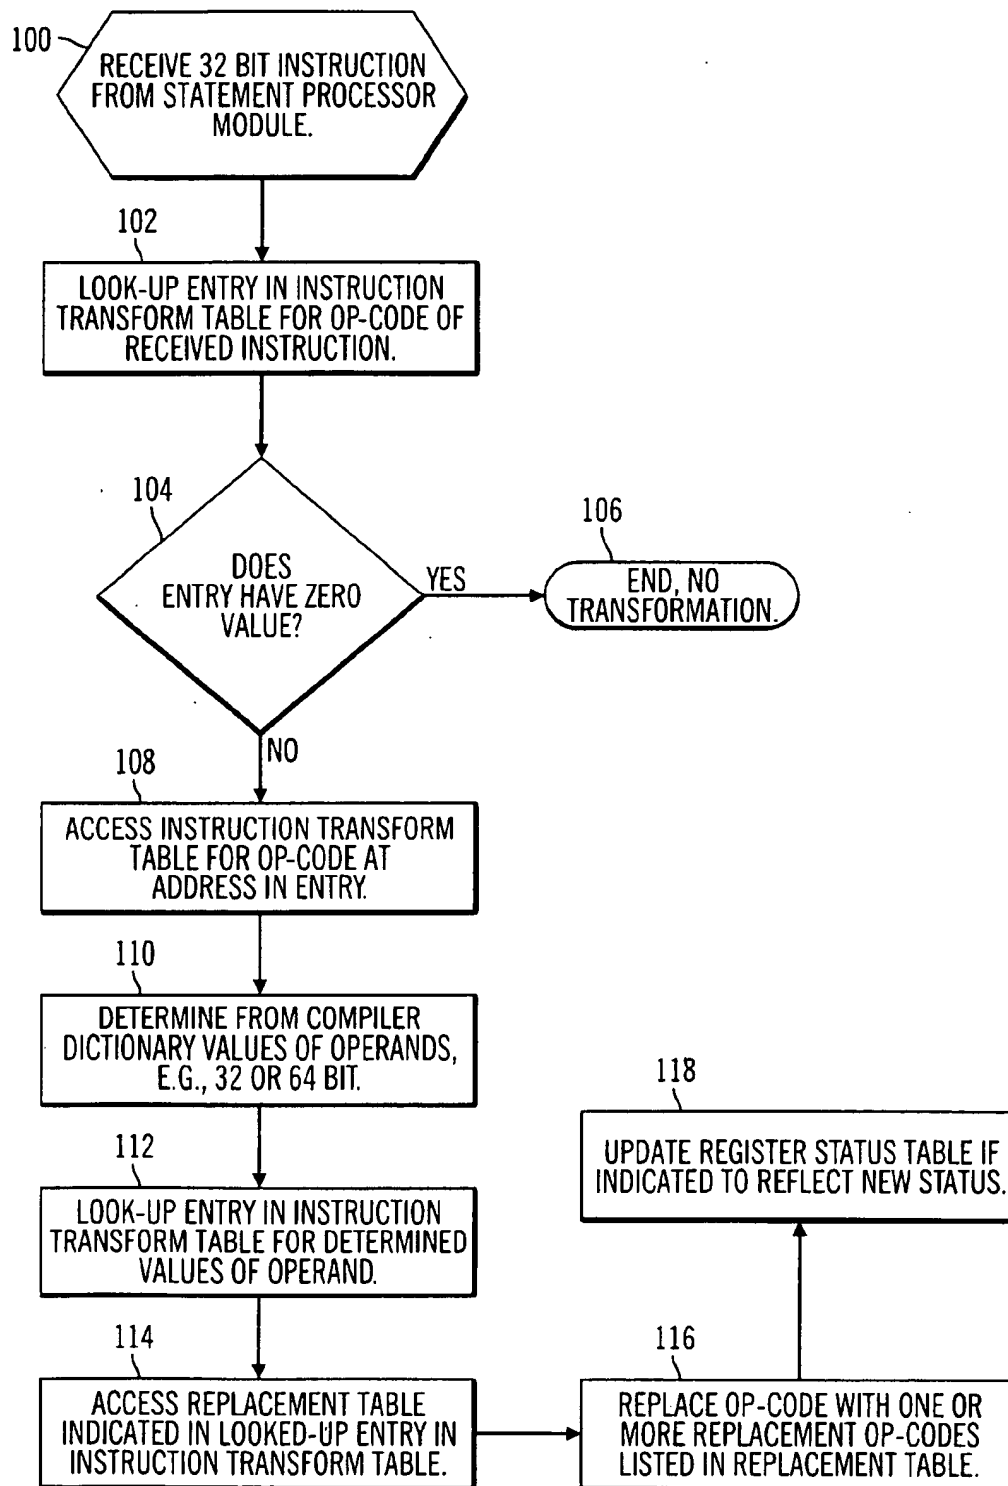 100
RECEIVE 32 BIT INSTRUCTION
FROM STATEMENT PROCESSOR
MODULE.
102
LOOK-UP ENTRY IN INSTRUCTION
TRANSFORM TABLE FOR OP-CODE OF
RECEIVED INSTRUCTION.
104
DOES
ENTRY HAVE ZERO
VALUE?
YES
106
END, NO
TRANSFORMATION.
NO
108
ACCESS INSTRUCTION TRANSFORM
TABLE FOR OP-CODE AT
ADDRESS IN ENTRY.
110
DETERMINE FROM COMPILER
DICTIONARY VALUES OF OPERANDS,
E.G., 32 OR 64 BIT.
112
LOOK-UP ENTRY IN INSTRUCTION
TRANSFORM TABLE FOR DETERMINED
VALUES OF OPERAND.
114
ACCESS REPLACEMENT TABLE
INDICATED IN LOOKED-UP ENTRY IN
INSTRUCTION TRANSFORM TABLE.
116
REPLACE OP-CODE WITH ONE OR
MORE REPLACEMENT OP-CODES
LISTED IN REPLACEMENT TABLE.
118
UPDATE REGISTER STATUS TABLE IF
INDICATED TO REFLECT NEW STATUS.